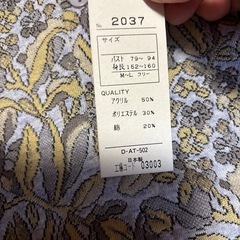 No. 2037
サイズ
バスト 79~ 94
身長 152~160
M~L フリー
QUALITY
アクリル 50%
ポリエステル 30%
綿 20%
D-AT-502
日本製
工番コード 03003